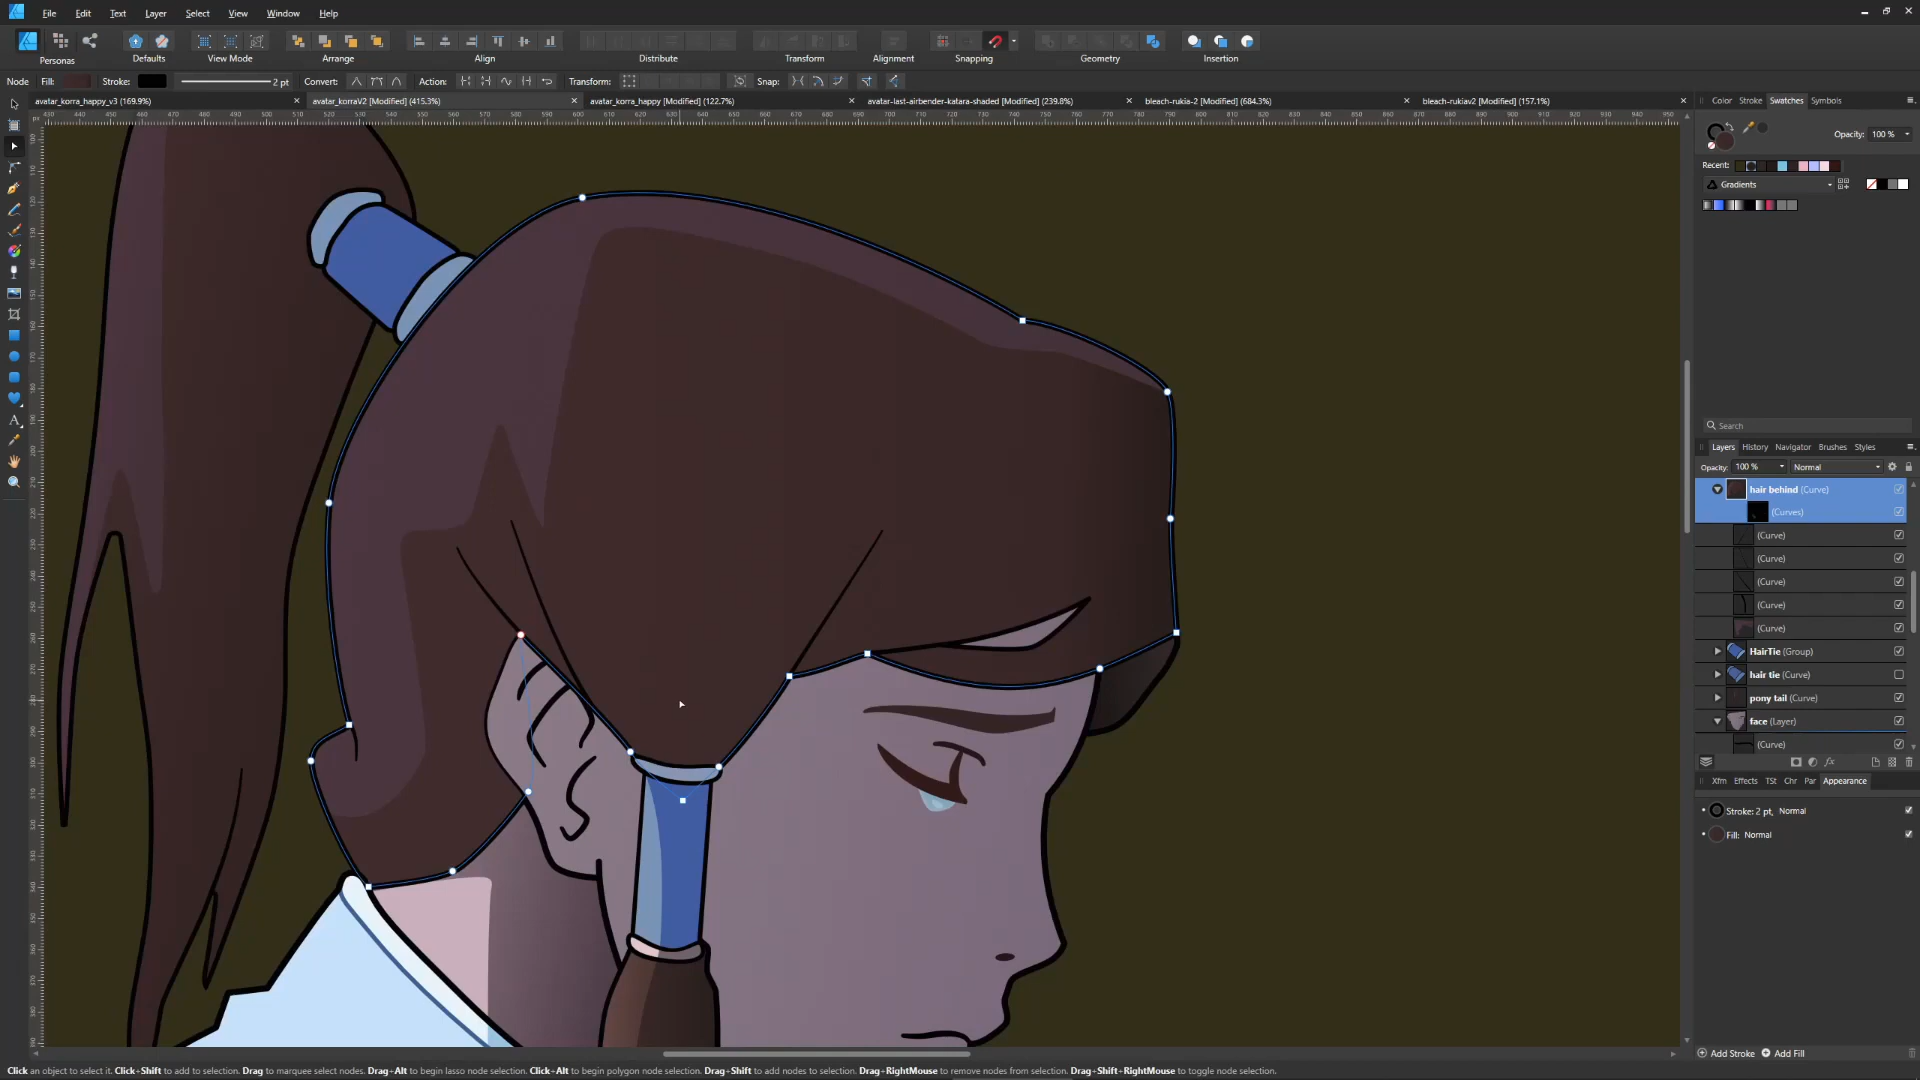 File Edit Text Layer Select View Window Help
Personas Defaults View Mode Arrange Align Distribute Transform Alignment Snapping Geometry Insertion
Node Fill: Stroke: 2 pt Convert: Action: Transform: Snap:
avatar_korra_happy_v3 (169.9%) avatar_korraV2 [Modified] (415.3%) avatar_korra_happy [Modified] (122.7%) avatar-last-airbender-katara-shaded [Modified] (239.8%) bleach-rukia-2 [Modified] (684.3%) bleach-rukiav2 [Modified] (157.1%)
Color Stroke Swatches Symbols
Opacity: 100 %
Recent:
Gradients
Search
Layers History Navigator Brushes Styles
Opacity: 100 % Normal
hair behind (Curve)
(Curves)
(Curve)
(Curve)
(Curve)
(Curve)
(Curve)
HairTie (Group)
hair tie (Curve)
pony tail (Curve)
face (Layer)
(Curve)
Xfm Effects TSt Chr Par Appearance
Stroke: 2 pt, Normal
Fill: Normal
Add Stroke Add Fill
Click an object to select it. Click+Shift to add to selection. Drag to marquee select nodes. Drag+Alt to begin lasso node selection. Click+Alt to begin polygon node selection. Drag+Shift to add nodes to selection. Drag+RightMouse to remove nodes from selection. Drag+Shift+RightMouse to toggle node selection.